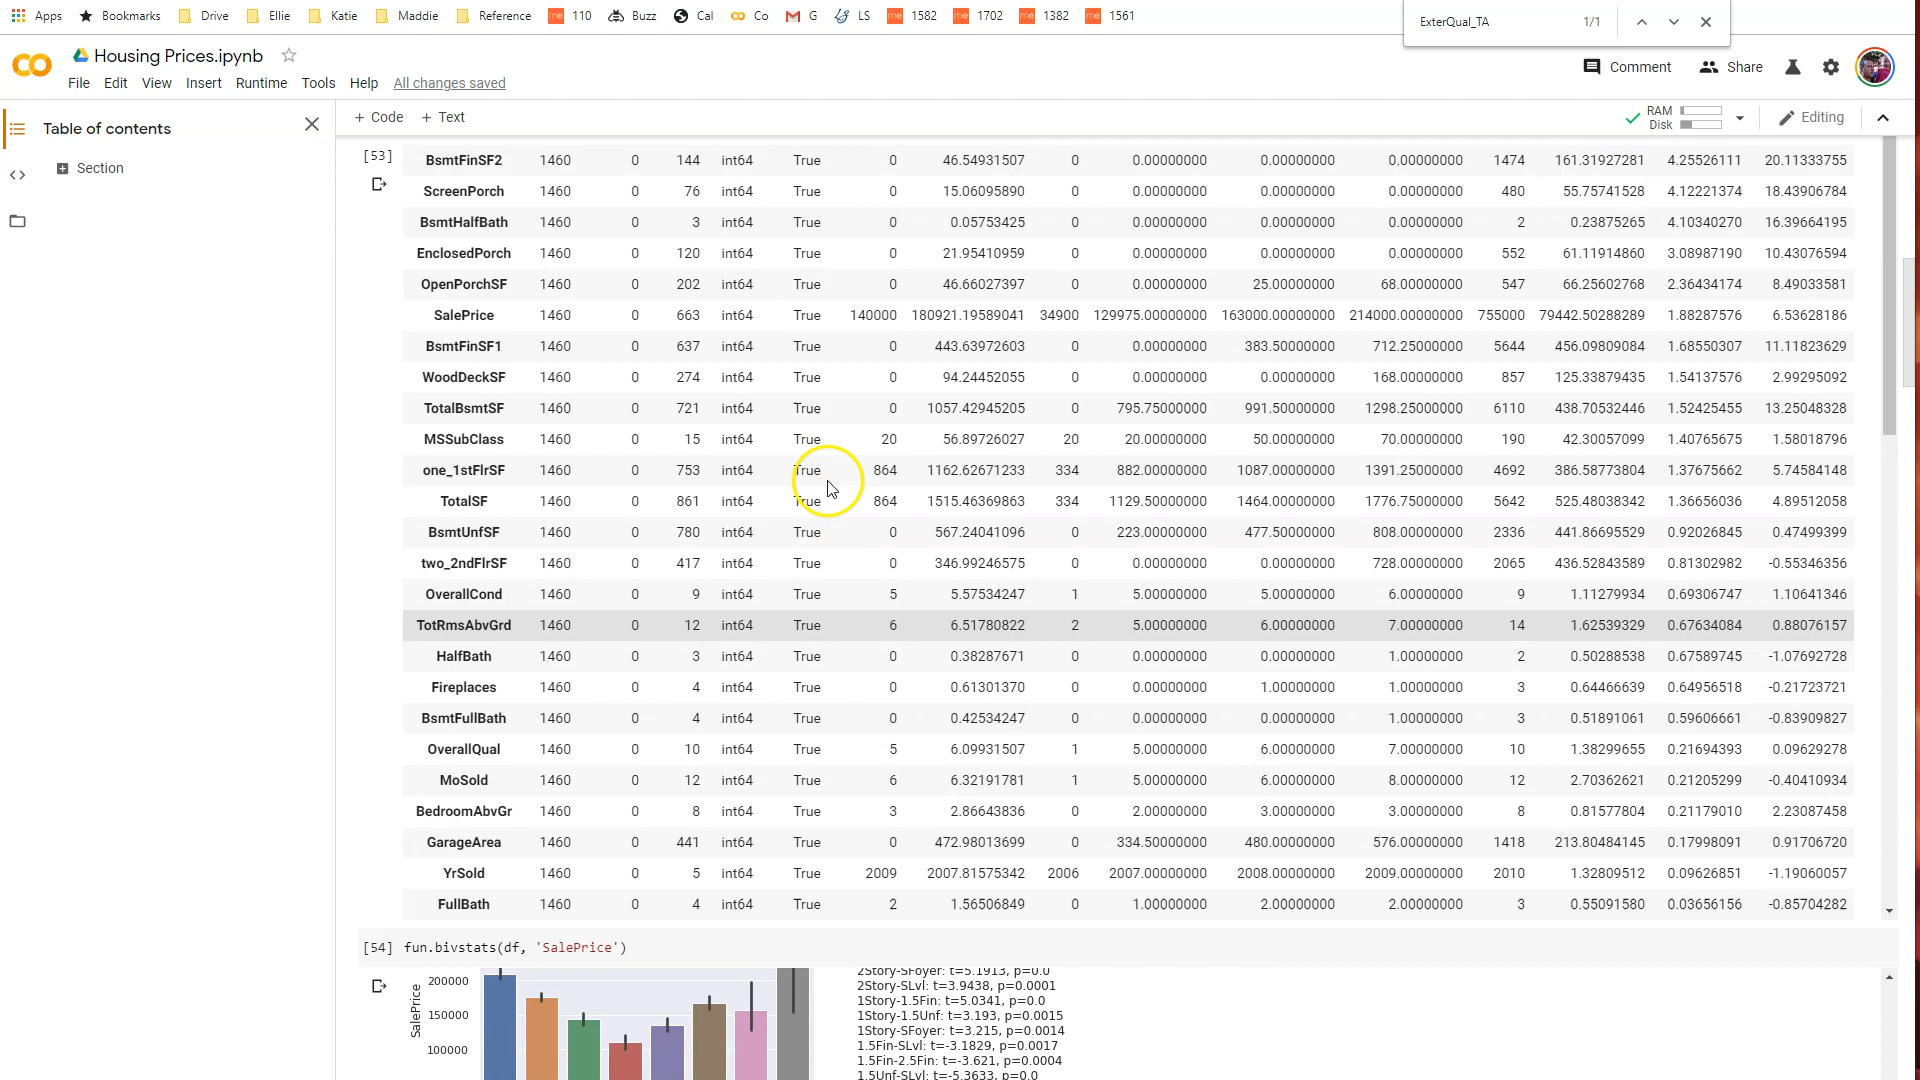 Apps Bookmarks Drive Ellie Katie Maddie Reference 110 Buzz Cal Co G LS 1582 1702 1382 1561
ExterQual_TA 1/1
Housing Prices.ipynb
File Edit View Insert Runtime Tools Help All changes saved
Comment Share
Table of contents
Section
+ Code + Text
RAM
Disk
Editing
[53]
BsmtFinSF2 1460 0 144 int64 True 0 46.54931507 0 0.00000000 0.00000000 0.00000000 1474 161.31927281 4.25526111 20.11333755
ScreenPorch 1460 0 76 int64 True 0 15.06095890 0 0.00000000 0.00000000 0.00000000 480 55.75741528 4.12221374 18.43906784
BsmtHalfBath 1460 0 3 int64 True 0 0.05753425 0 0.00000000 0.00000000 0.00000000 2 0.23875265 4.10340270 16.39664195
EnclosedPorch 1460 0 120 int64 True 0 21.95410959 0 0.00000000 0.00000000 0.00000000 552 61.11914860 3.08987190 10.43076594
OpenPorchSF 1460 0 202 int64 True 0 46.66027397 0 0.00000000 25.00000000 68.00000000 547 66.25602768 2.36434174 8.49033581
SalePrice 1460 0 663 int64 True 140000 180921.19589041 34900 129975.00000000 163000.00000000 214000.00000000 755000 79442.50288289 1.88287576 6.53628186
BsmtFinSF1 1460 0 637 int64 True 0 443.63972603 0 0.00000000 383.50000000 712.25000000 5644 456.09809084 1.68550307 11.11823629
WoodDeckSF 1460 0 274 int64 True 0 94.24452055 0 0.00000000 0.00000000 168.00000000 857 125.33879435 1.54137576 2.99295092
TotalBsmtSF 1460 0 721 int64 True 0 1057.42945205 0 795.75000000 991.50000000 1298.25000000 6110 438.70532446 1.52425455 13.25048328
MSSubClass 1460 0 15 int64 True 20 56.89726027 20 20.00000000 50.00000000 70.00000000 190 42.30057099 1.40765675 1.58018796
one_1stFlrSF 1460 0 753 int64 True 864 1162.62671233 334 882.00000000 1087.00000000 1391.25000000 4692 386.58773804 1.37675662 5.74584148
TotalSF 1460 0 861 int64 True 864 1515.46369863 334 1129.50000000 1464.00000000 1776.75000000 5642 525.48038342 1.36656036 4.89512058
BsmtUnfSF 1460 0 780 int64 True 0 567.24041096 0 223.00000000 477.50000000 808.00000000 2336 441.86695529 0.92026845 0.47499399
two_2ndFlrSF 1460 0 417 int64 True 0 346.99246575 0 0.00000000 0.00000000 728.00000000 2065 436.52843589 0.81302982 -0.55346356
OverallCond 1460 0 9 int64 True 5 5.57534247 1 5.00000000 5.00000000 6.00000000 9 1.11279934 0.69306747 1.10641346
TotRmsAbvGrd 1460 0 12 int64 True 6 6.51780822 2 5.00000000 6.00000000 7.00000000 14 1.62539329 0.67634084 0.88076157
HalfBath 1460 0 3 int64 True 0 0.38287671 0 0.00000000 0.00000000 1.00000000 2 0.50288538 0.67589745 -1.07692728
Fireplaces 1460 0 4 int64 True 0 0.61301370 0 0.00000000 1.00000000 1.00000000 3 0.64466639 0.64956518 -0.21723721
BsmtFullBath 1460 0 4 int64 True 0 0.42534247 0 0.00000000 0.00000000 1.00000000 3 0.51891061 0.59606661 -0.83909827
OverallQual 1460 0 10 int64 True 5 6.09931507 1 5.00000000 6.00000000 7.00000000 10 1.38299655 0.21694393 0.09629278
MoSold 1460 0 12 int64 True 6 6.32191781 1 5.00000000 6.00000000 8.00000000 12 2.70362621 0.21205299 -0.40410934
BedroomAbvGr 1460 0 8 int64 True 3 2.86643836 0 2.00000000 3.00000000 3.00000000 8 0.81577804 0.21179010 2.23087458
GarageArea 1460 0 441 int64 True 0 472.98013699 0 334.50000000 480.00000000 576.00000000 1418 213.80484145 0.17998091 0.91706720
YrSold 1460 0 5 int64 True 2009 2007.81575342 2006 2007.00000000 2008.00000000 2009.00000000 2010 1.32809512 0.09626851 -1.19060057
FullBath 1460 0 4 int64 True 2 1.56506849 0 1.00000000 2.00000000 2.00000000 3 0.55091580 0.03656156 -0.85704282
[54] fun.bivstats(df, 'SalePrice')
SalePrice
200000
150000
100000
2Story-SFoyer: t=5.1913, p=0.0
2Story-SLvl: t=3.9438, p=0.0001
1Story-1.5Fin: t=5.0341, p=0.0
1Story-1.5Unf: t=3.193, p=0.0015
1Story-SFoyer: t=3.215, p=0.0014
1.5Fin-SLvl: t=-3.1829, p=0.0017
1.5Fin-2.5Fin: t=-3.621, p=0.0004
1.5Unf-SLvl: t=-5.3633, p=0.0